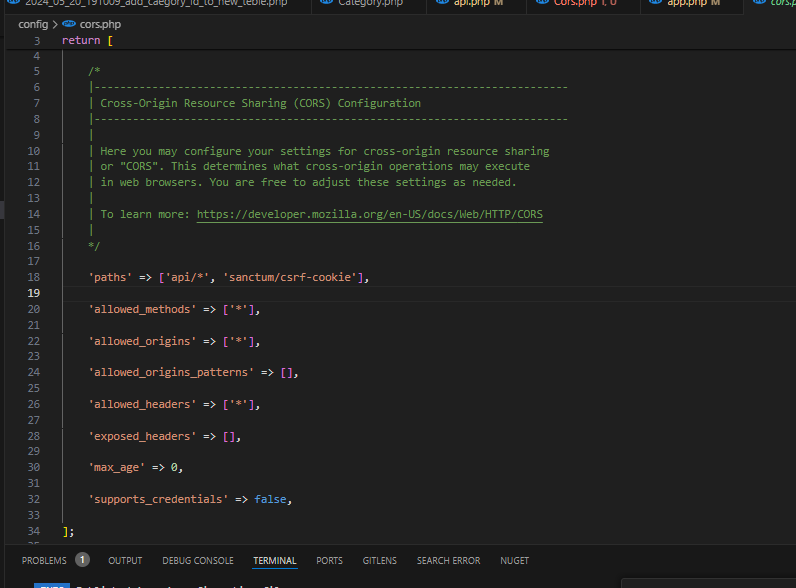 2024_05_20_191009_add_caegory_id_to_new_teble.php Category.php api.php M Cors.php 1, U app.php M cors.p
config > cors.php
3 return [
4
5 /*
6 |--------------------------------------------------------------------------
7 | Cross-Origin Resource Sharing (CORS) Configuration
8 |--------------------------------------------------------------------------
9 |
10 | Here you may configure your settings for cross-origin resource sharing
11 | or "CORS". This determines what cross-origin operations may execute
12 | in web browsers. You are free to adjust these settings as needed.
13 |
14 | To learn more: https://developer.mozilla.org/en-US/docs/Web/HTTP/CORS
15 |
16 */
17
18 'paths' => ['api/*', 'sanctum/csrf-cookie'],
19
20 'allowed_methods' => ['*'],
21
22 'allowed_origins' => ['*'],
23
24 'allowed_origins_patterns' => [],
25
26 'allowed_headers' => ['*'],
27
28 'exposed_headers' => [],
29
30 'max_age' => 0,
31
32 'supports_credentials' => false,
33
34 ];
PROBLEMS 1 OUTPUT DEBUG CONSOLE TERMINAL PORTS GITLENS SEARCH ERROR NUGET